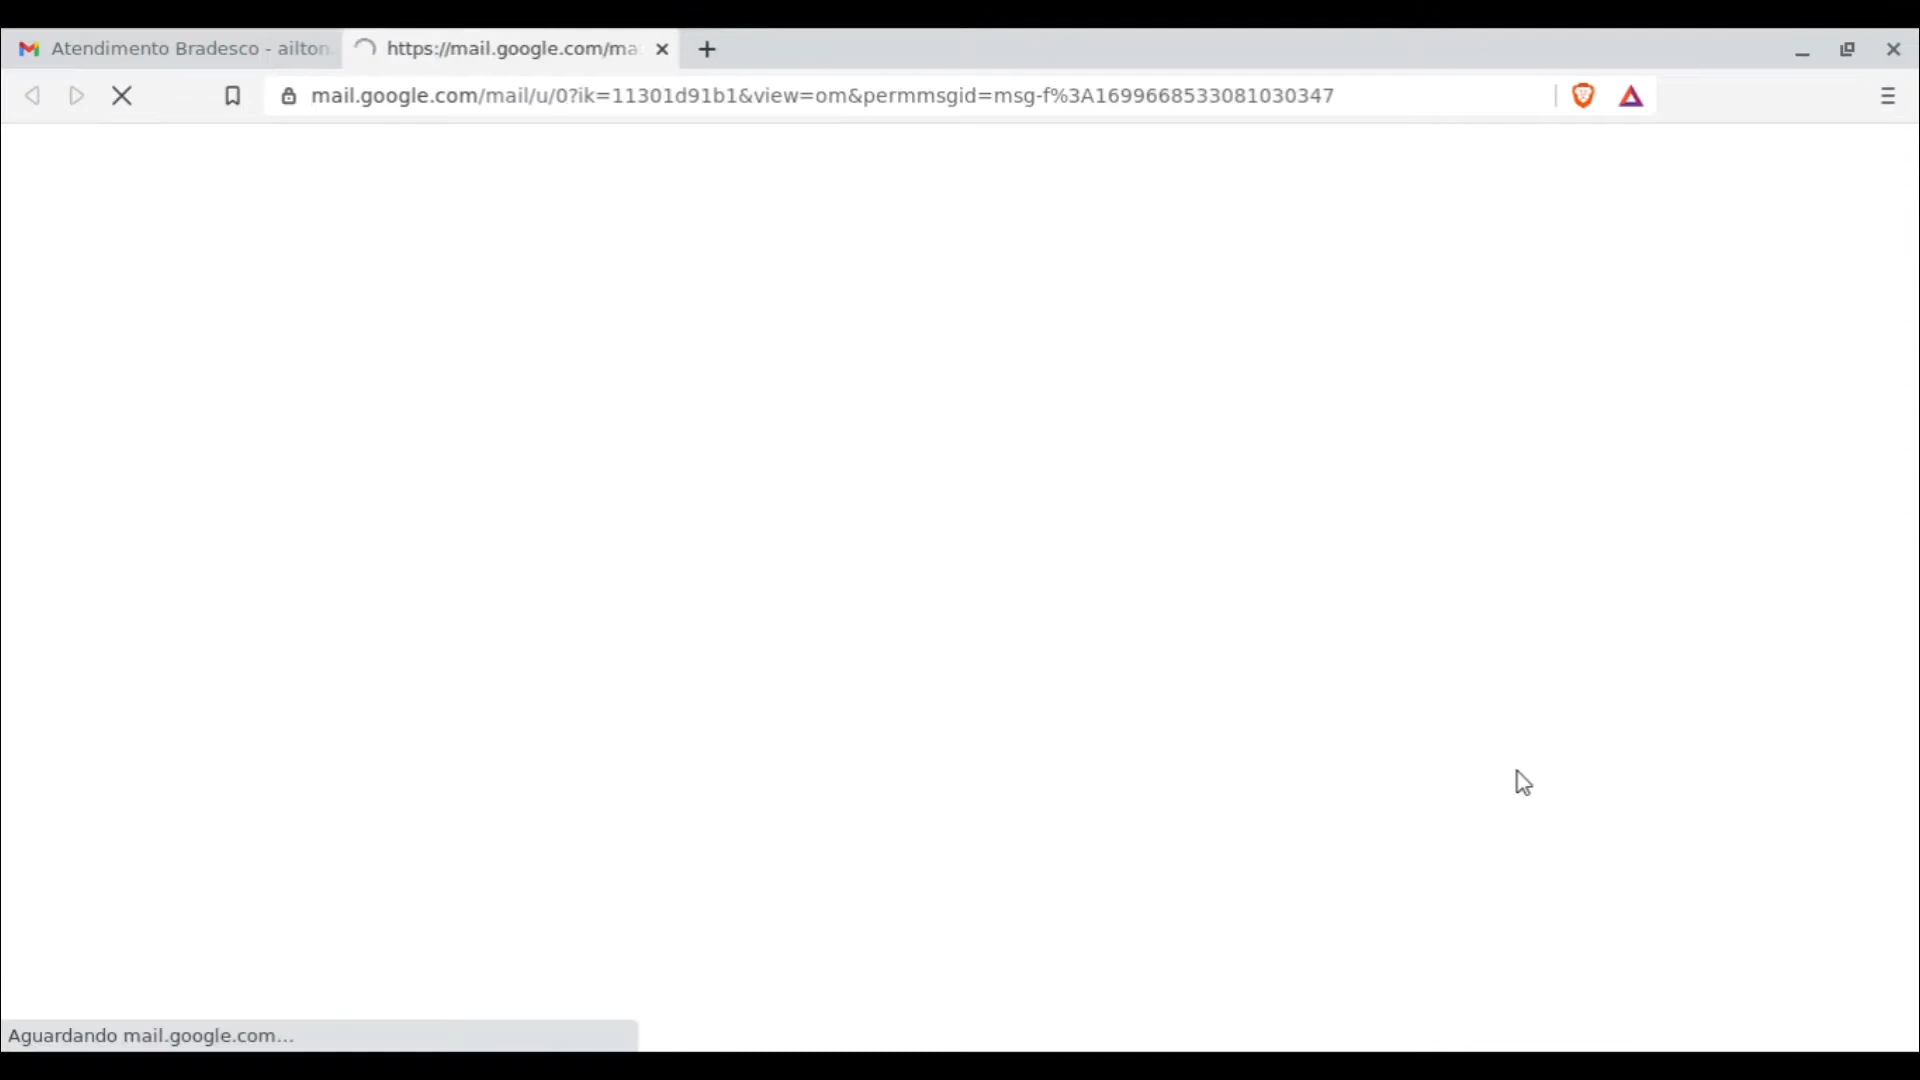 Atendimento Bradesco - ailton
https://mail.google.com/ma
mail.google.com/mail/u/0?ik=11301d91b1&view=om&permmsgid=msg-f%3A1699668533081030347
Aguardando mail.google.com...